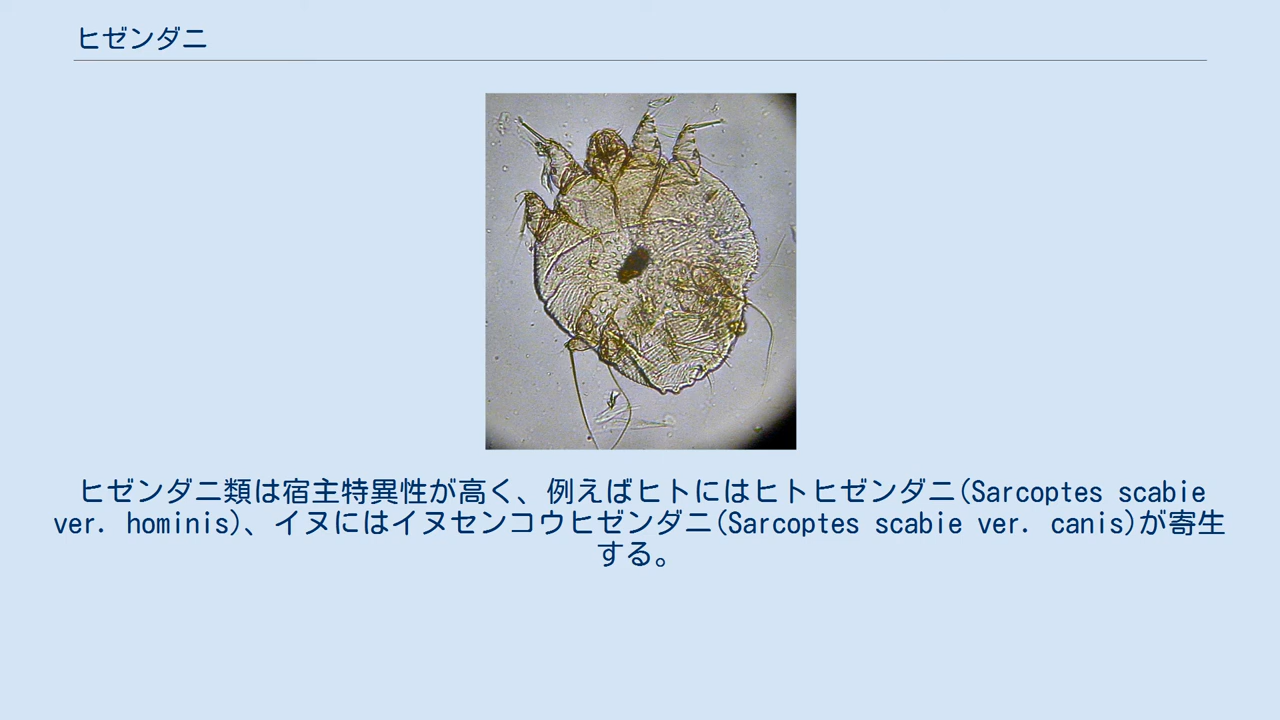 ヒゼンダニ
ヒゼンダニ類は宿主特異性が高く、例えばヒトにはヒトヒゼンダニ(Sarcoptes scabie
ver. hominis)、イヌにはイヌセンコウヒゼンダニ(Sarcoptes scabie ver. canis)が寄生
する。